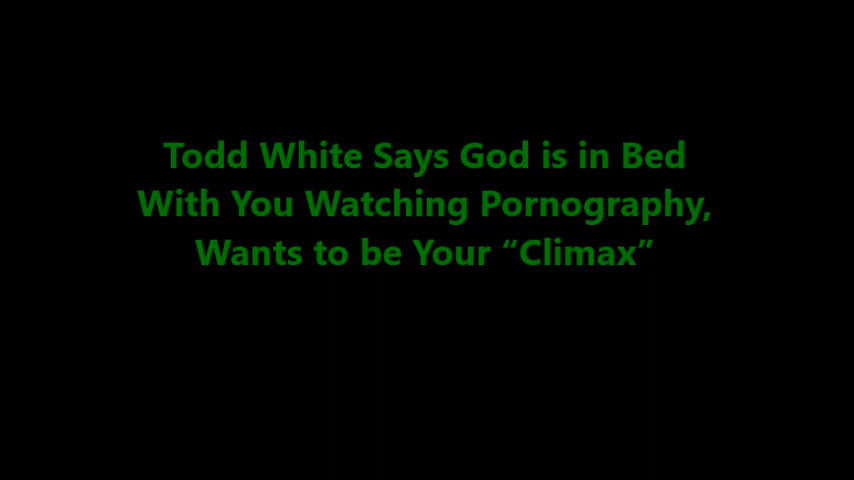 Todd White Says God is in Bed
With You Watching Pornography,
Wants to be Your “Climax”